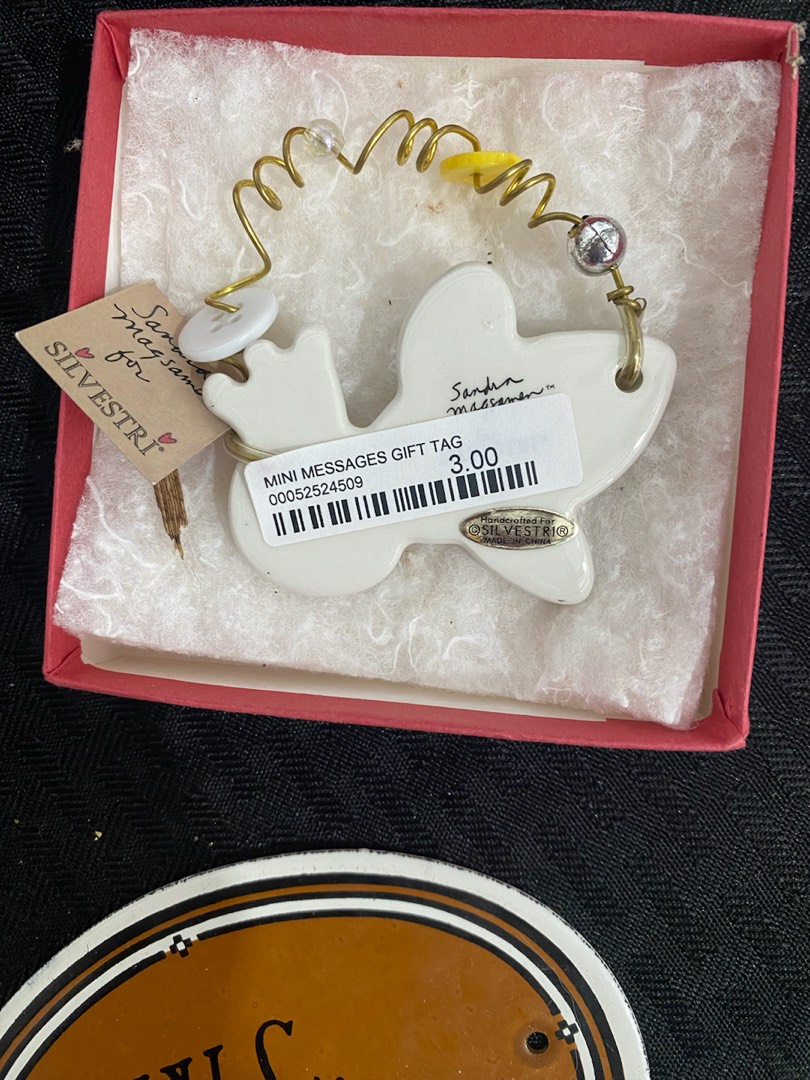 Sandra
Magsamen
for
SILVESTRI®
Sandra
Magsamen™
MINI MESSAGES GIFT TAG
3.00
00052524509
Handcrafted For
©SILVESTRI®
MADE IN CHINA